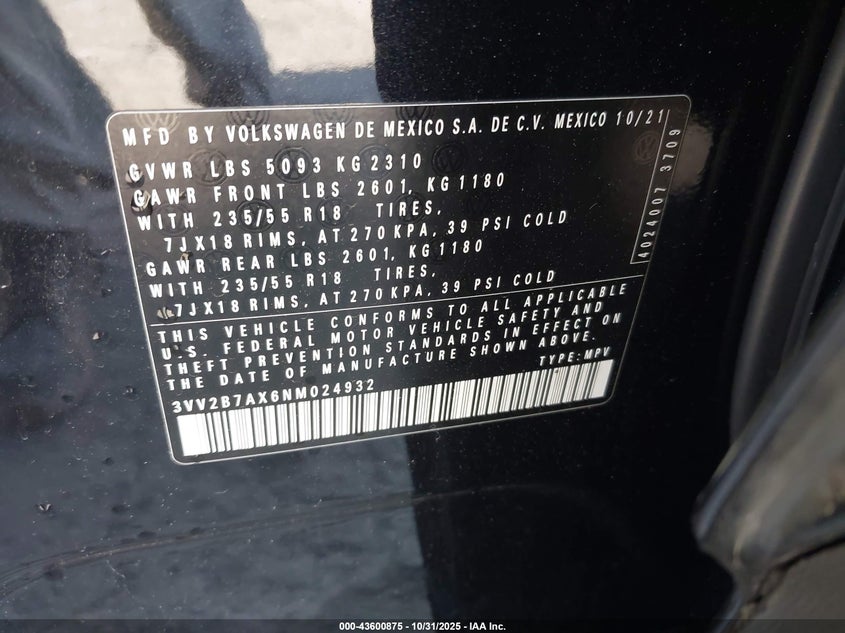 MFD BY VOLKSWAGEN DE MEXICO S.A. DE C.V. MEXICO 10/21
GVWR LBS 5093 KG 2310
GAWR FRONT LBS 2601, KG 1180
WITH 235/55 R18 TIRES,
7JX18 RIMS, AT 270 KPA, 39 PSI COLD
GAWR REAR LBS 2601, KG 1180
WITH 235/55 R18 TIRES,
7JX18 RIMS, AT 270 KPA, 39 PSI COLD
4024007 3709
THIS VEHICLE CONFORMS TO ALL APPLICABLE
U.S. FEDERAL MOTOR VEHICLE SAFETY AND
THEFT PREVENTION STANDARDS IN EFFECT ON
THE DATE OF MANUFACTURE SHOWN ABOVE.
TYPE: MPV
3VV2B7AX6NM024932
000-43600875 - 10/31/2025 - IAA Inc.